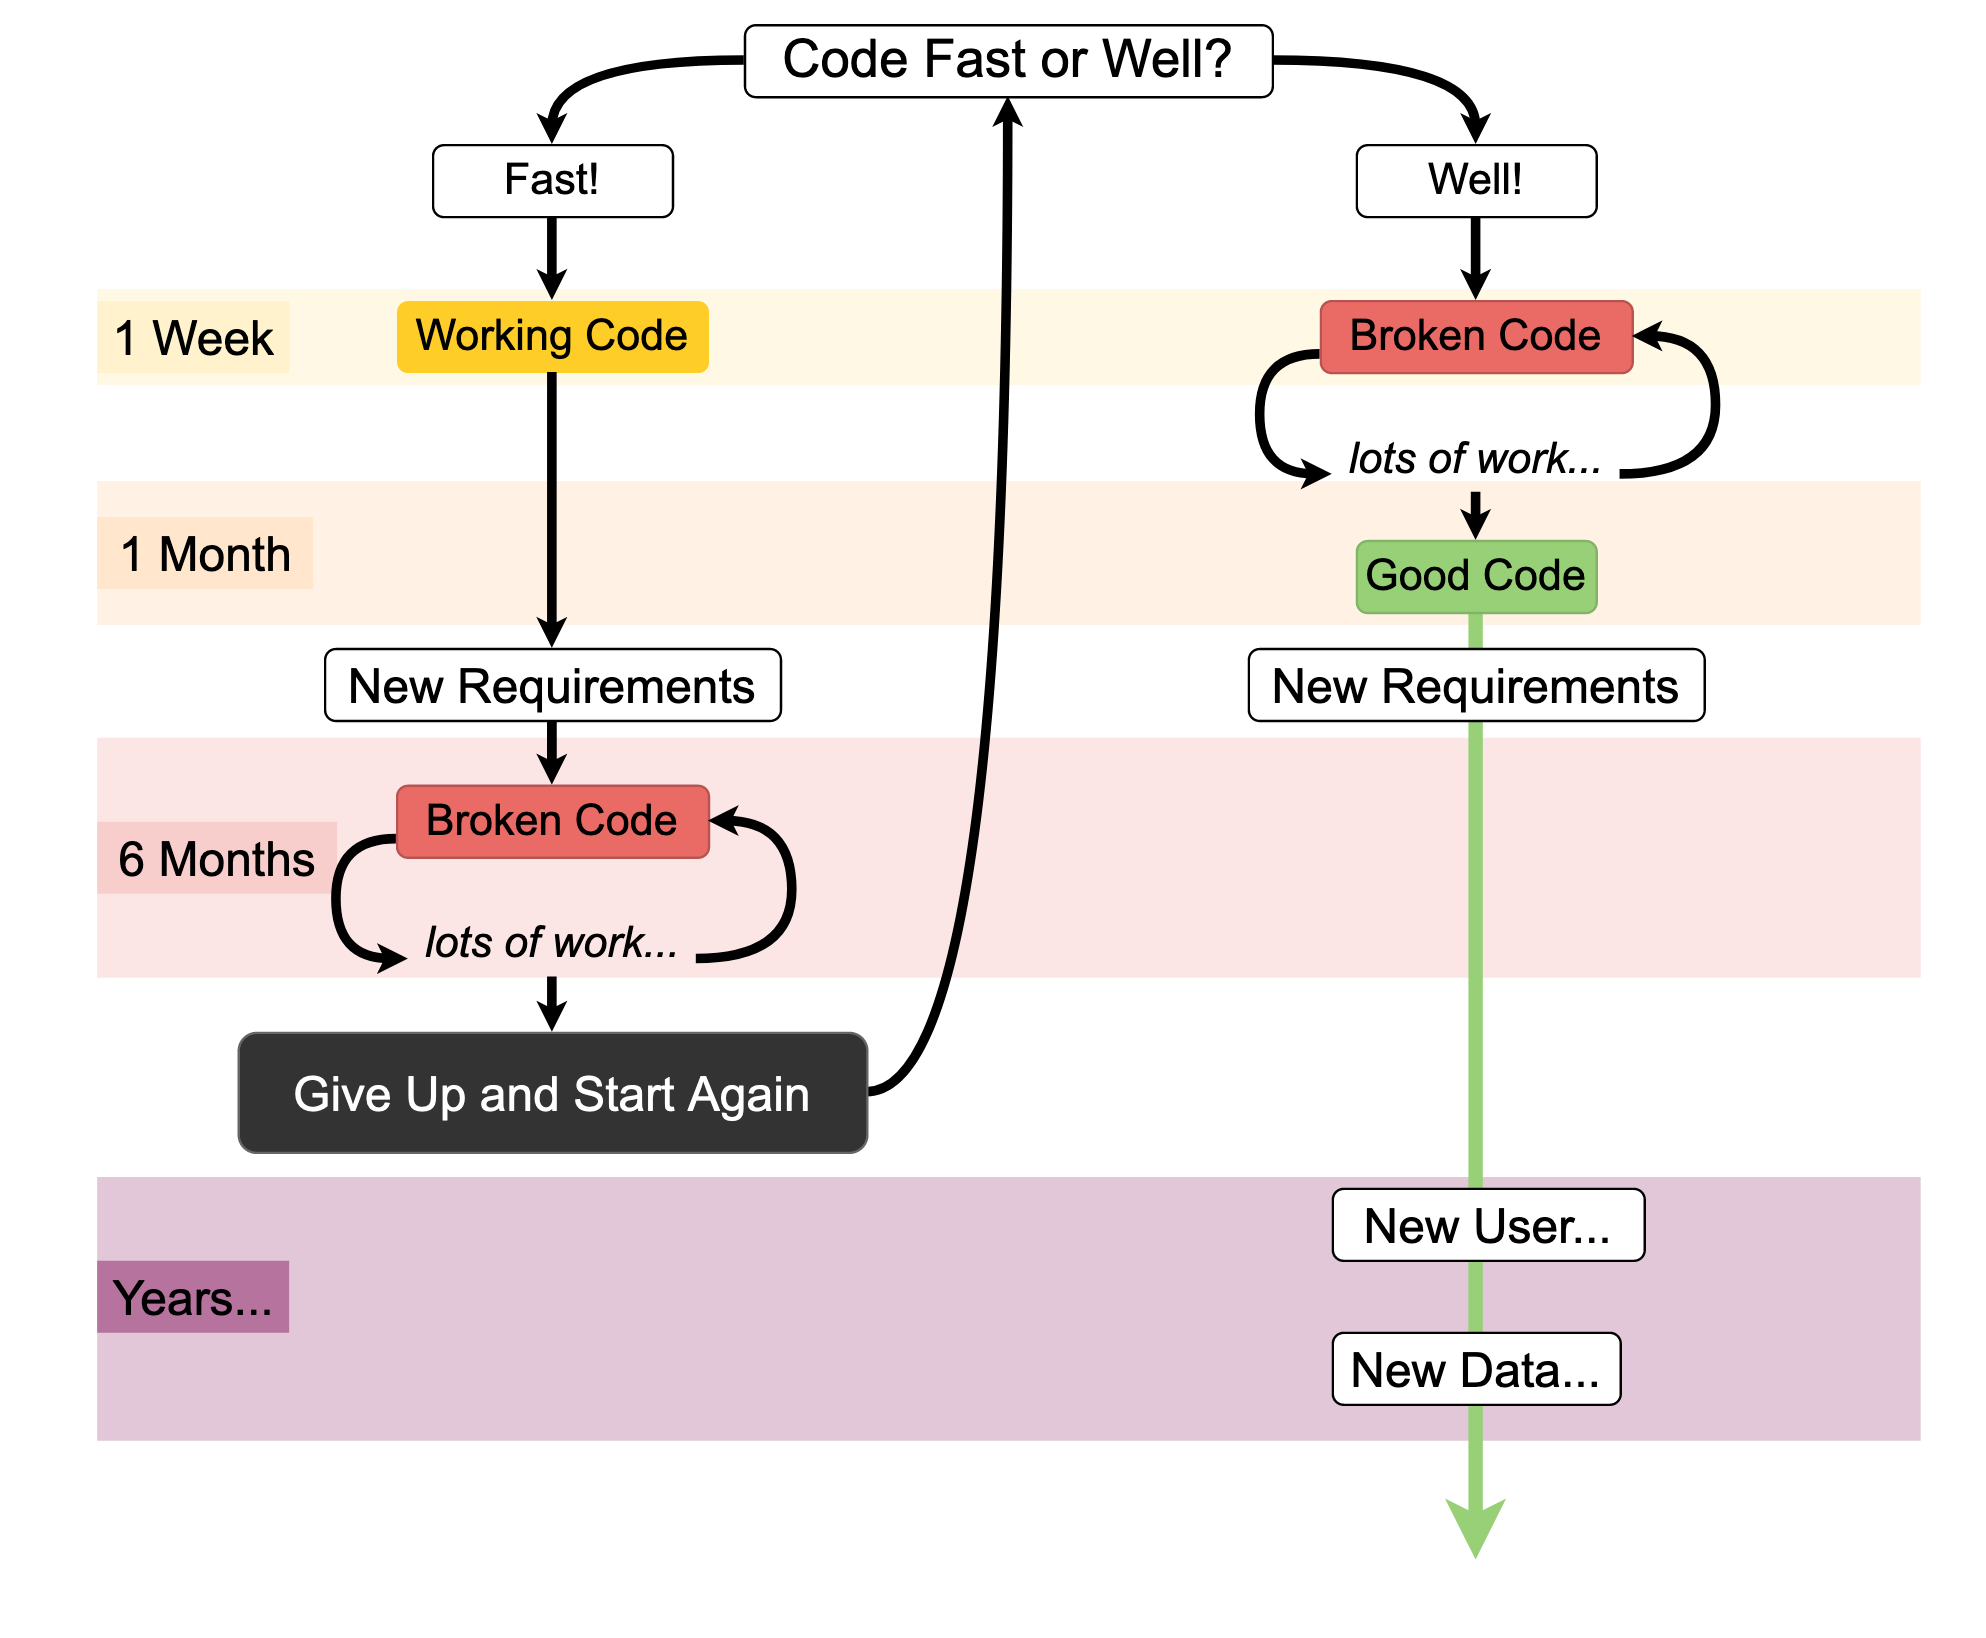 Code Fast or Well?
Fast!
Well!
1 Week
Working Code
Broken Code
lots of work...
1 Month
Good Code
New Requirements
New Requirements
Broken Code
6 Months
lots of work...
Give Up and Start Again
New User...
Years...
New Data...